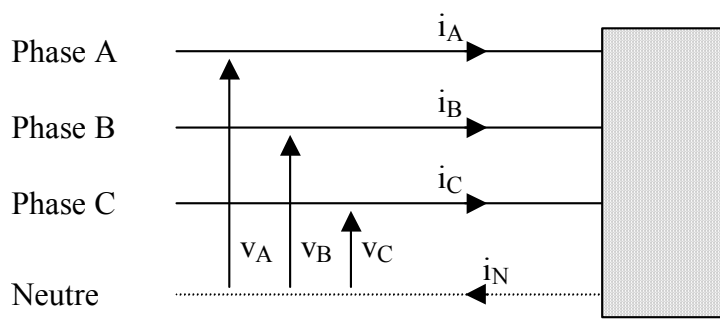 Phase A
i_A
Phase B
i_B
Phase C
i_C
v_A v_B v_C
Neutre
i_N